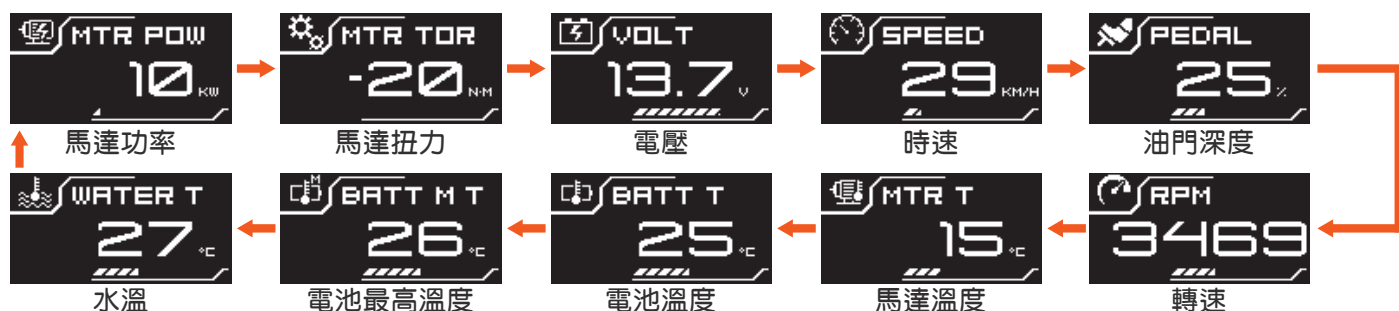 MTR POW
10 KW
馬達功率
MTR TOR
-20 N·M
馬達扭力
VOLT
13.7 V
電壓
SPEED
29 KM/H
時速
PEDAL
25 %
油門深度
RPM
3469
轉速
MTR T
15 °C
馬達溫度
BATT T
25 °C
電池溫度
BATT M T
M
26 °C
電池最高溫度
WATER T
27 °C
水溫